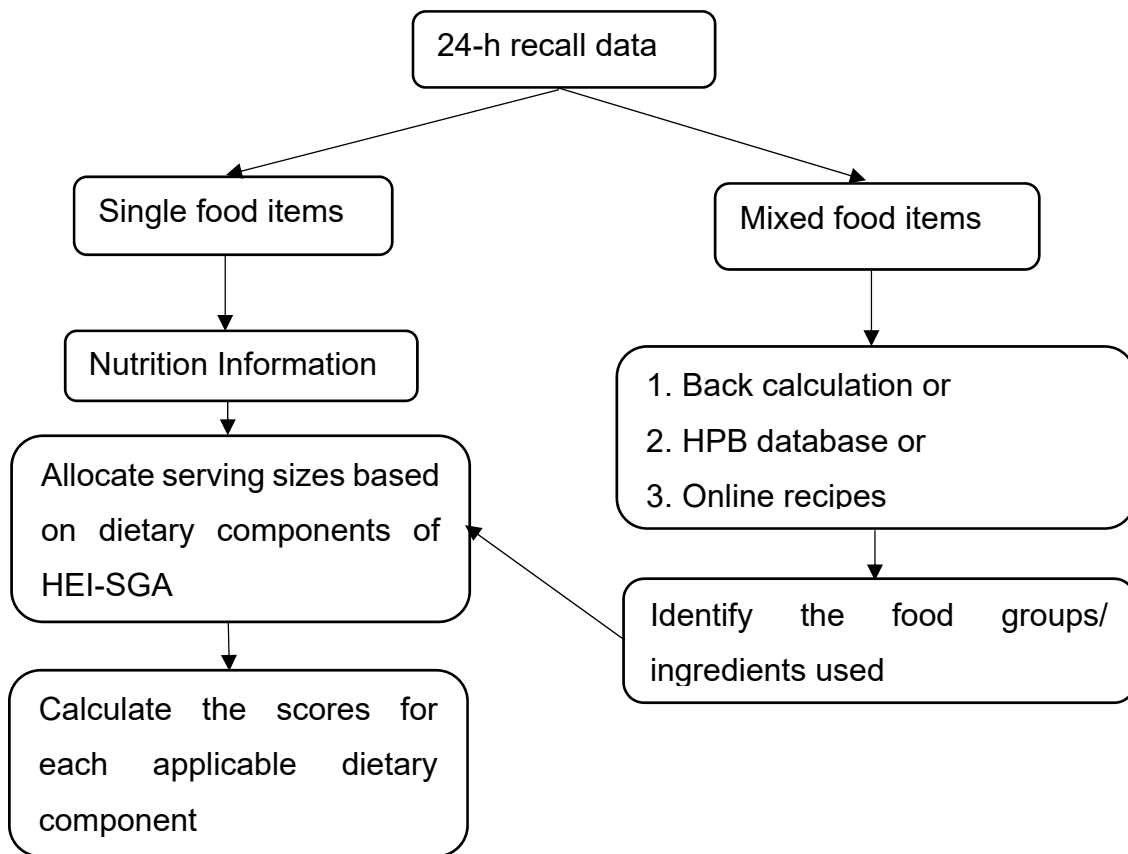 24-h recall data
Single food items
Mixed food items
Nutrition Information
1. Back calculation or
2. HPB database or
3. Online recipes
Allocate serving sizes based
on dietary components of
HEI-SGA
Identify the food groups/
ingredients used
Calculate the scores for
each applicable dietary
component